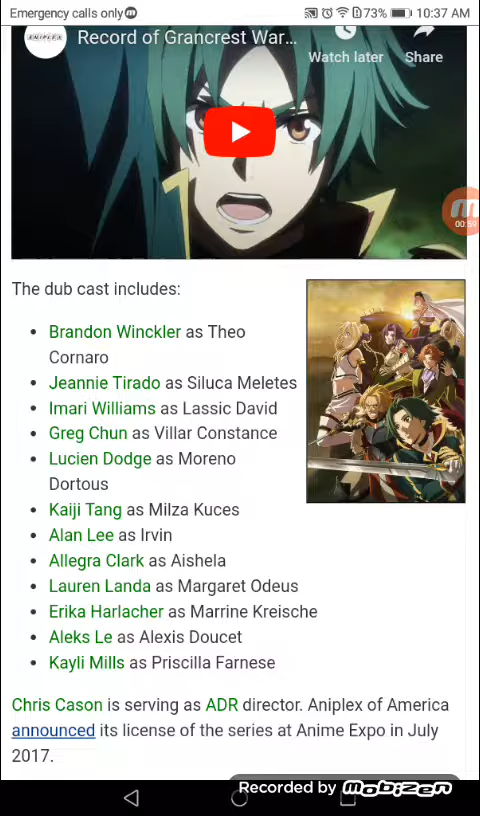 Emergency calls only 73% 10:37 AM
ANIPLEX Record of Grancrest War...
Watch later Share
00:59
The dub cast includes:
Brandon Winckler as Theo
Cornaro
Jeannie Tirado as Siluca Meletes
Imari Williams as Lassic David
Greg Chun as Villar Constance
Lucien Dodge as Moreno
Dortous
Kaiji Tang as Milza Kuces
Alan Lee as Irvin
Allegra Clark as Aishela
Lauren Landa as Margaret Odeus
Erika Harlacher as Marrine Kreische
Aleks Le as Alexis Doucet
Kayli Mills as Priscilla Farnese
Chris Cason is serving as ADR director. Aniplex of America
announced its license of the series at Anime Expo in July
2017.
Recorded by Mobizen